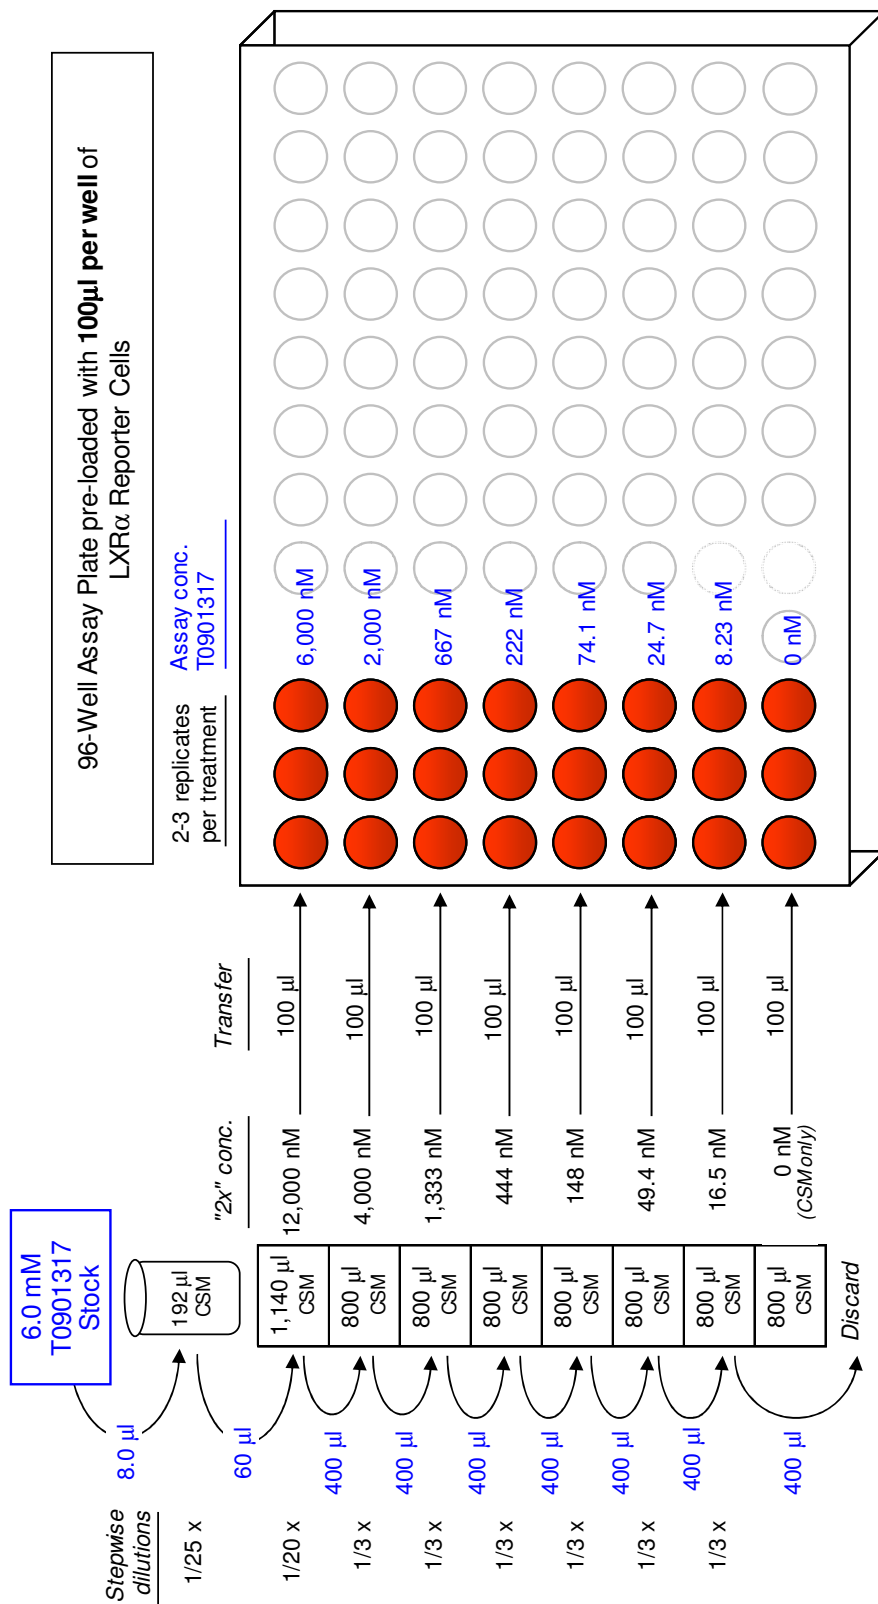 96-Well Assay Plate pre-loaded with 100µl per well of
LXRα Reporter Cells
6.0 mM
T0901317
Stock
Stepwise
dilutions
"2x" conc.
Transfer
2-3 replicates
per treatment
Assay conc.
T0901317
1/25 x
8.0 µl
192 µl
CSM
60 µl
1/20 x
1,140 µl
CSM
12,000 nM
100 µl
6,000 nM
1/3 x
400 µl
800 µl
CSM
4,000 nM
100 µl
2,000 nM
1/3 x
400 µl
800 µl
CSM
1,333 nM
100 µl
667 nM
1/3 x
400 µl
800 µl
CSM
444 nM
100 µl
222 nM
1/3 x
400 µl
800 µl
CSM
148 nM
100 µl
74.1 nM
1/3 x
400 µl
800 µl
CSM
49.4 nM
100 µl
24.7 nM
1/3 x
400 µl
800 µl
CSM
16.5 nM
100 µl
8.23 nM
400 µl
800 µl
CSM
0 nM
(CSM only)
100 µl
0 nM
Discard